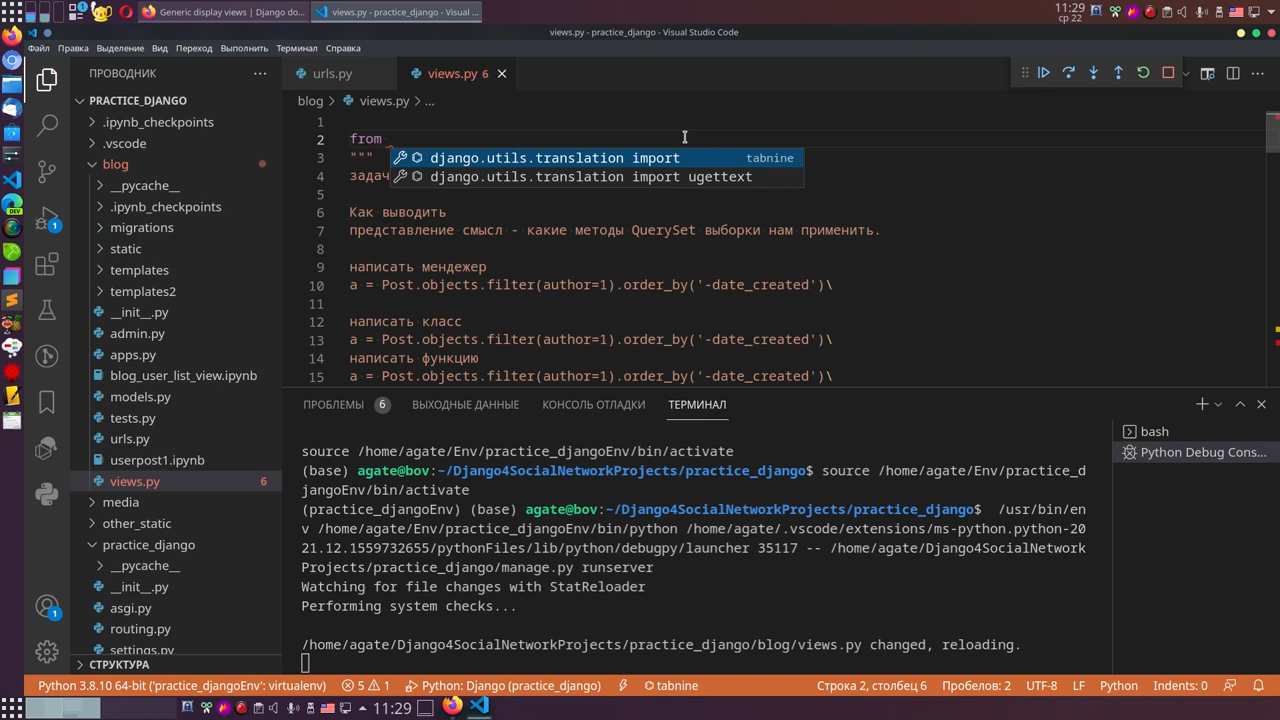 Generic display views | Django do...
views.py - practice_django - Visual ...
11:29
ср 22
views.py - practice_django - Visual Studio Code
Файл Правка Выделение Вид Переход Выполнить Терминал Справка
ПРОВОДНИК
PRACTICE_DJANGO
.ipynb_checkpoints
.vscode
blog
__pycache__
.ipynb_checkpoints
migrations
static
templates
templates2
__init__.py
admin.py
apps.py
blog_user_list_view.ipynb
models.py
tests.py
urls.py
userpost1.ipynb
views.py 6
media
other_static
practice_django
__pycache__
__init__.py
asgi.py
routing.py
settings.py
СТРУКТУРА
1
1
urls.py
views.py 6
blog > views.py > ...
1
2 from
django.utils.translation import tabnine
django.utils.translation import ugettext
3 """
4 задач
5
6 Как выводить
7 представление смысл - какие методы QuerySet выборки нам применить.
8
9 написать мендежер
10 a = Post.objects.filter(author=1).order_by('-date_created')\
11
12 написать класс
13 a = Post.objects.filter(author=1).order_by('-date_created')\
14 написать функцию
15 a = Post.objects.filter(author=1).order_by('-date_created')\
ПРОБЛЕМЫ 6 ВЫХОДНЫЕ ДАННЫЕ КОНСОЛЬ ОТЛАДКИ ТЕРМИНАЛ
source /home/agate/Env/practice_djangoEnv/bin/activate
(base) agate@bov:~/Django4SocialNetworkProjects/practice_django$ source /home/agate/Env/practice_d
jangoEnv/bin/activate
(practice_djangoEnv) (base) agate@bov:~/Django4SocialNetworkProjects/practice_django$ /usr/bin/en
v /home/agate/Env/practice_djangoEnv/bin/python /home/agate/.vscode/extensions/ms-python.python-20
21.12.1559732655/pythonFiles/lib/python/debugpy/launcher 35117 -- /home/agate/Django4SocialNetwork
Projects/practice_django/manage.py runserver
Watching for file changes with StatReloader
Performing system checks...
/home/agate/Django4SocialNetworkProjects/practice_django/blog/views.py changed, reloading.
bash
Python Debug Cons...
Python 3.8.10 64-bit ('practice_djangoEnv': virtualenv) 5 1 Python: Django (practice_django) tabnine Строка 2, столбец 6 Пробелов: 2 UTF-8 LF Python Indents: 0
11:29